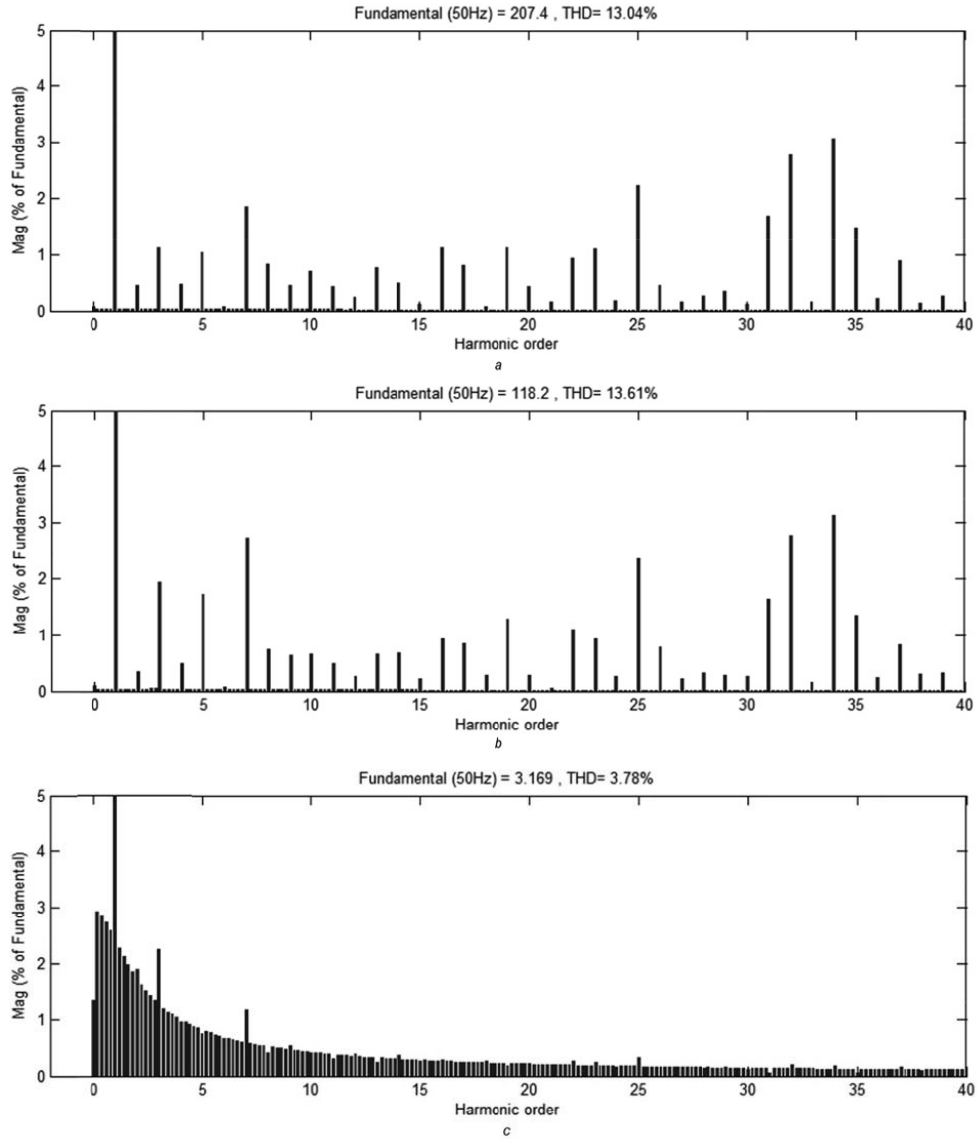 Fundamental (50Hz) = 207.4 , THD= 13.04%
5
4
3
2
1
0
Mag (% of Fundamental)
0 5 10 15 20 25 30 35 40
Harmonic order
a
Fundamental (50Hz) = 118.2 , THD= 13.61%
5
4
3
2
1
0
Mag (% of Fundamental)
0 5 10 15 20 25 30 35 40
Harmonic order
b
Fundamental (50Hz) = 3.169 , THD= 3.78%
5
4
3
2
1
0
Mag (% of Fundamental)
0 5 10 15 20 25 30 35 40
Harmonic order
c